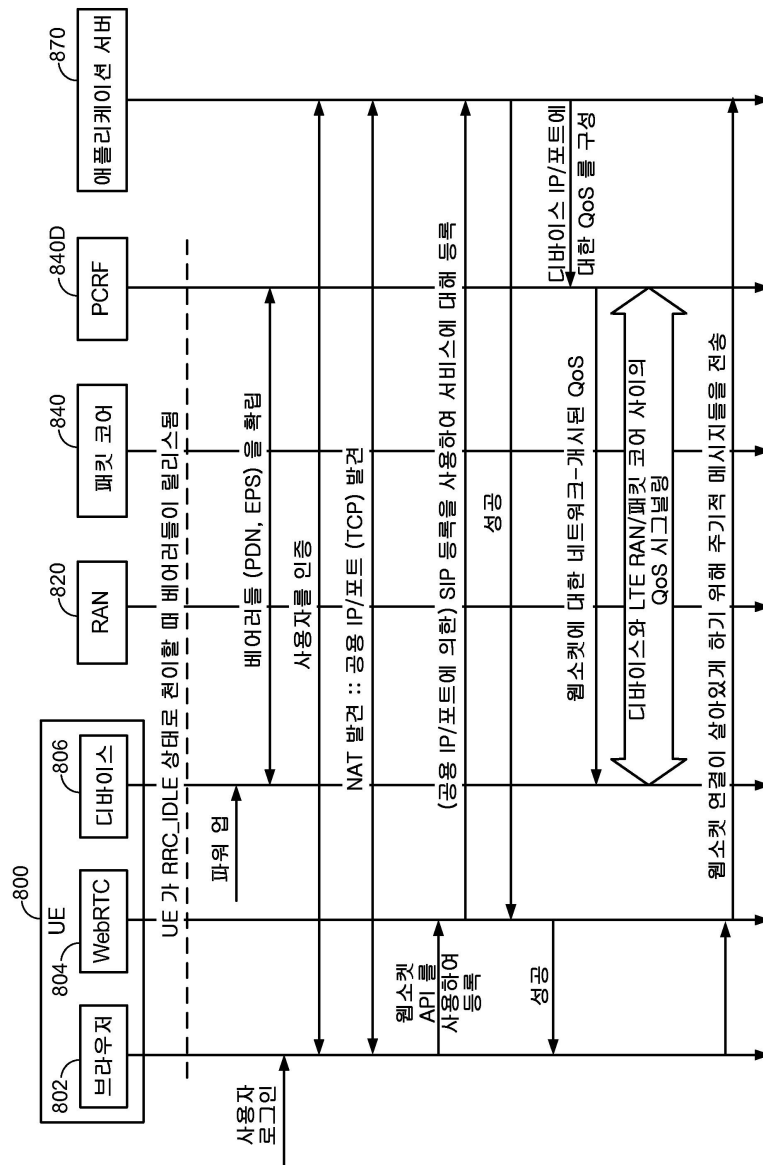 800
UE
802
브라우저
804
WebRTC
806
디바이스
820
RAN
840
패킷 코어
840D
PCRF
870
애플리케이션 서버
UE 가 RRC_IDLE 상태로 천이할 때 베어러들이 릴리스됨
파워 업
베어러들 (PDN, EPS) 을 확립
사용자
로그인
사용자를 인증
NAT 발견 :: 공용 IP/포트 (TCP) 발견
웹소켓
API 를
사용하여
등록
(공용 IP/포트에 의한) SIP 등록을 사용하여 서비스에 대해 등록
성공
성공
디바이스 IP/포트에
대한 QoS 를 구성
웹소켓에 대한 네트워크-개시된 QoS
디바이스와 LTE RAN/패킷 코어 사이의
QoS 시그널링
웹소켓 연결이 살아있게 하기 위해 주기적 메시지들을 전송